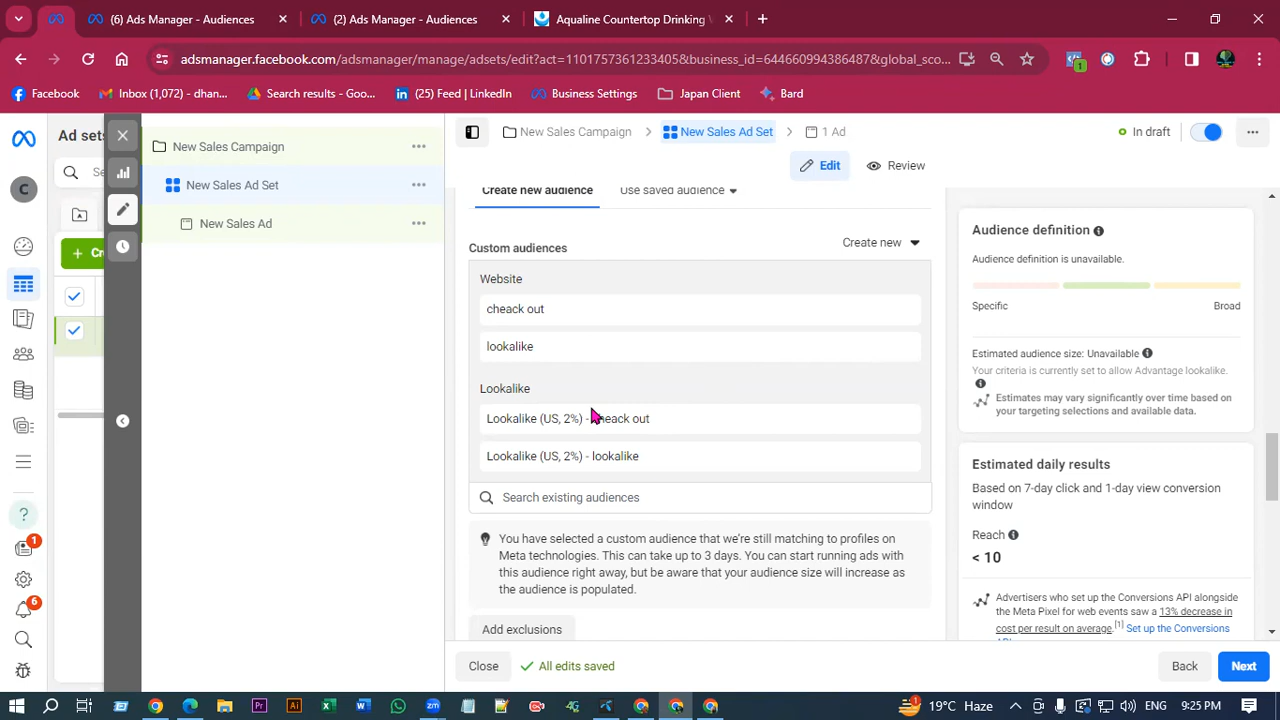 (6) Ads Manager - Audiences
(2) Ads Manager - Audiences
Aqualine Countertop Drinking
adsmanager.facebook.com/adsmanager/manage/adsets/edit?act=1101757361233405&business_id=644660994386487&global_sco...
1
Facebook
Inbox (1,072) - dhan...
Search results - Goo...
(25) Feed | LinkedIn
Business Settings
Japan Client
Bard
Ad sets
C
Se
+ Cr
New Sales Campaign
New Sales Ad Set
New Sales Ad
New Sales Campaign
New Sales Ad Set
1 Ad
In draft
Edit
Review
Create new audience
Use saved audience
Custom audiences
Create new
Website
cheack out
lookalike
Lookalike
Lookalike (US, 2%) - cheack out
Lookalike (US, 2%) - lookalike
Search existing audiences
You have selected a custom audience that we're still matching to profiles on
Meta technologies. This can take up to 3 days. You can start running ads with
this audience right away, but be aware that your audience size will increase as
the audience is populated.
Add exclusions
Audience definition
Audience definition is unavailable.
Specific
Broad
Estimated audience size: Unavailable
Your criteria is currently set to allow Advantage lookalike.
Estimates may vary significantly over time based on
your targeting selections and available data.
Estimated daily results
Based on 7-day click and 1-day view conversion
window
Reach
< 10
Advertisers who set up the Conversions API alongside
the Meta Pixel for web events saw a 13% decrease in
cost per result on average.[1] Set up the Conversions
API
?
1
6
Close
All edits saved
Back
Next
1
19°C Haze
ENG
9:25 PM